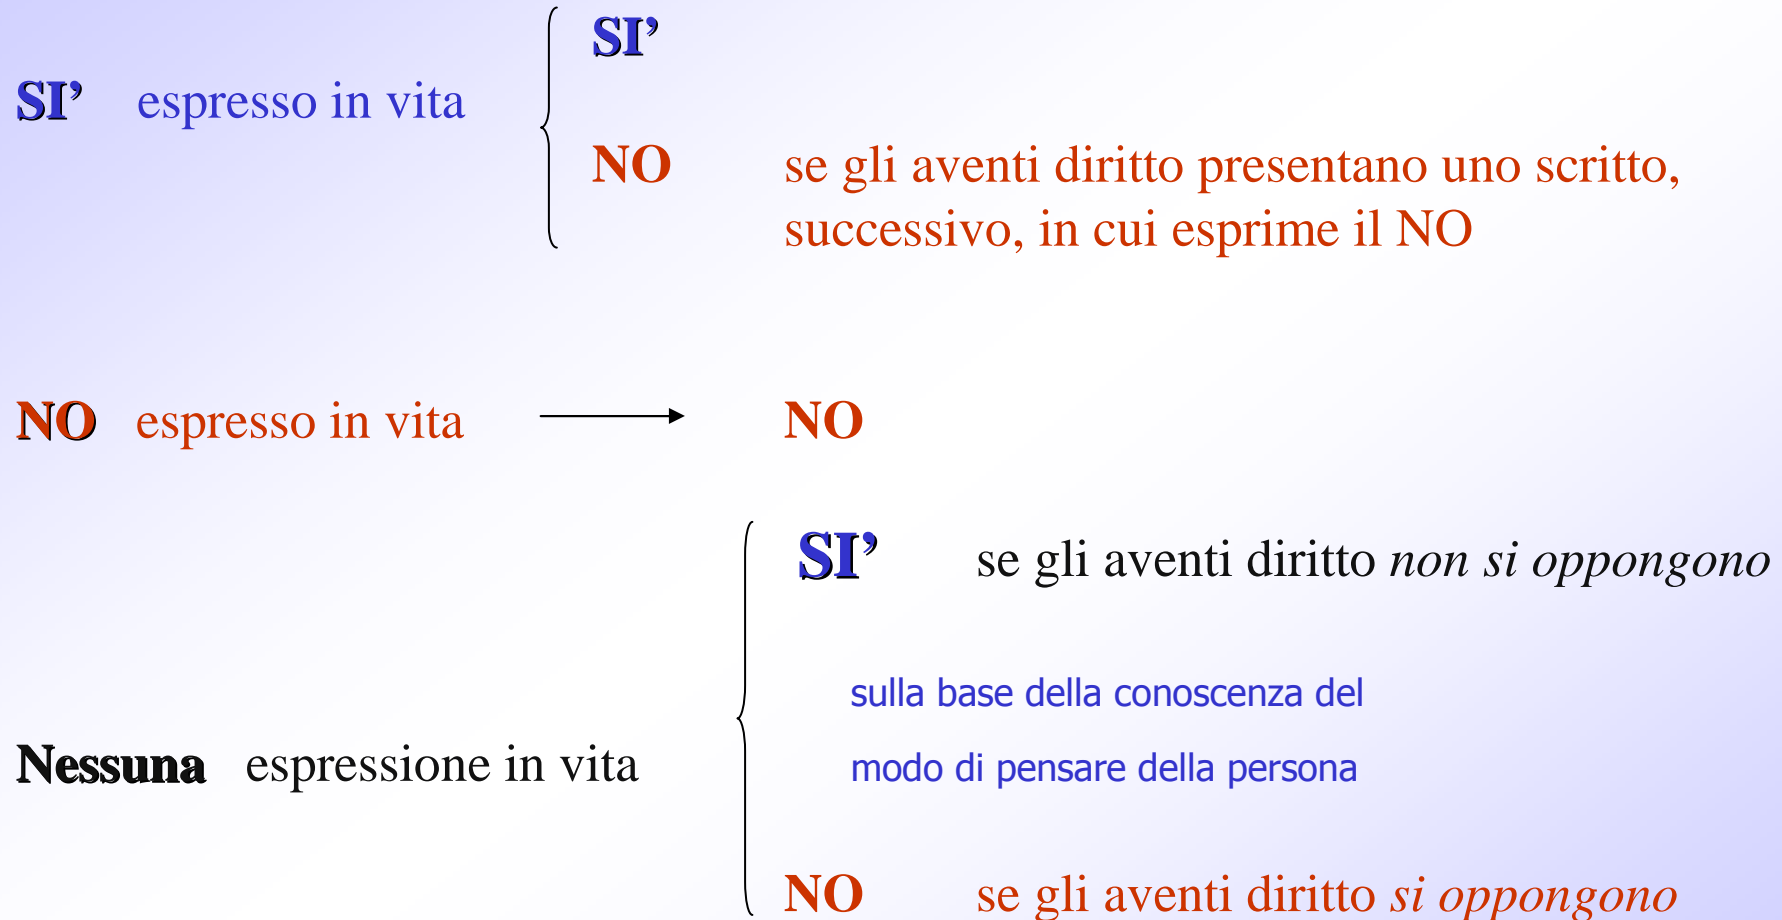 SI’
SI’ espresso in vita
NO se gli aventi diritto presentano uno scritto,
successivo, in cui esprime il NO
NO espresso in vita NO
SI’ se gli aventi diritto non si oppongono
sulla base della conoscenza del
modo di pensare della persona
Nessuna espressione in vita
NO se gli aventi diritto si oppongono